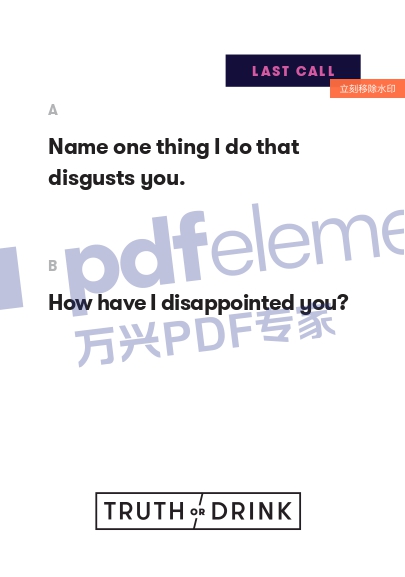 LAST CALL
立刻移除水印
A
Name one thing I do that
disgusts you.
pdfeleme
B
How have I disappointed you?
万兴PDF专家
TRUTH OR DRINK